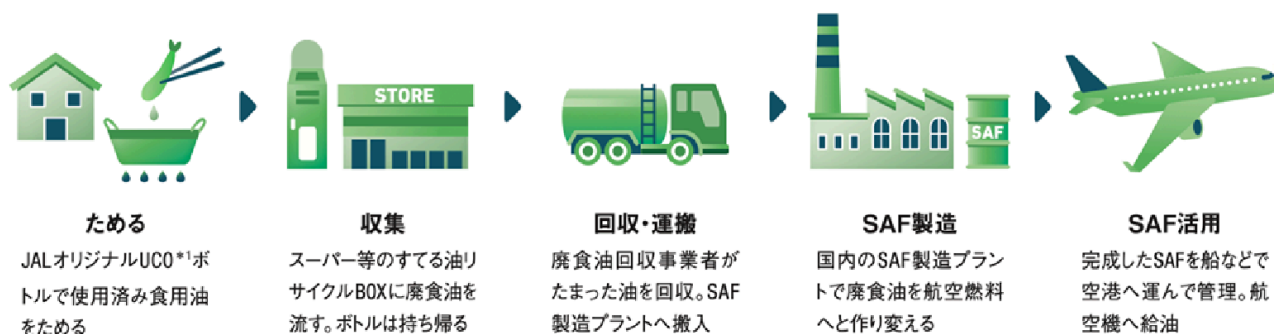 STORE
SAF
ためる
JALオリジナルUCO*1ボ
トルで使用済み食用油
をためる
収集
スーパー等のすてる油リ
サイクルBOXに廃食油を
流す。ボトルは持ち帰る
回収・運搬
廃食油回収事業者が
たまった油を回収。SAF
製造プラントへ搬入
SAF製造
国内のSAF製造プラン
トで廃食油を航空燃料
へと作り変える
SAF活用
完成したSAFを船などで
空港へ運んで管理。航
空機へ給油